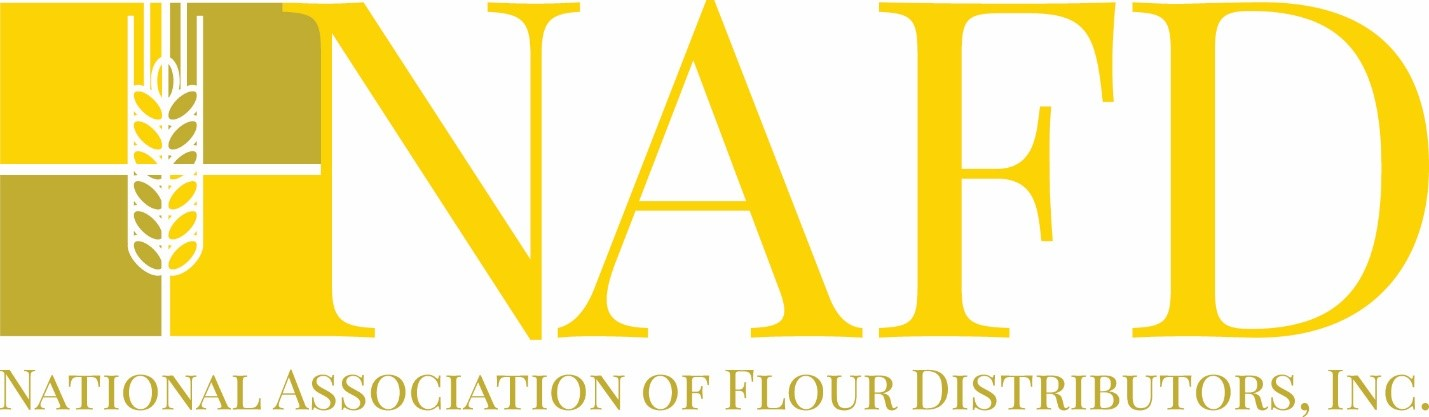 NAFD
National Association of Flour Distributors, Inc.